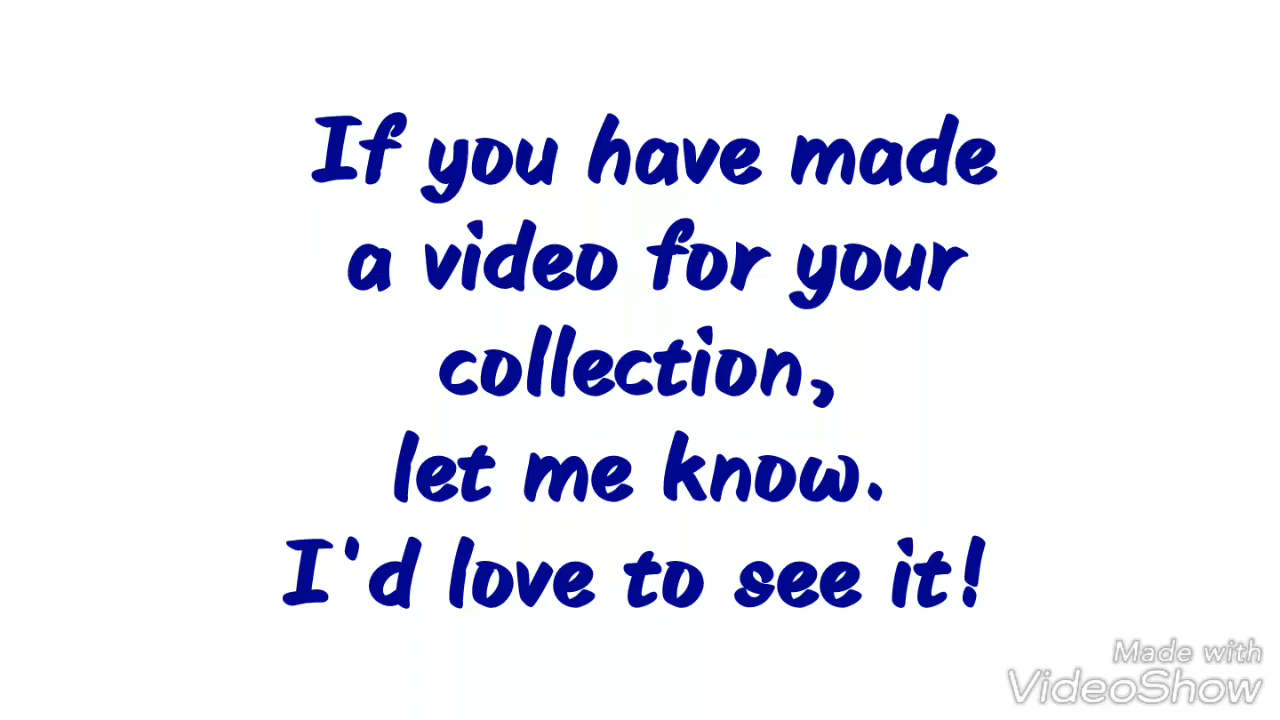 If you have made
a video for your
collection,
let me know.
I'd love to see it!
Made with
VideoShow